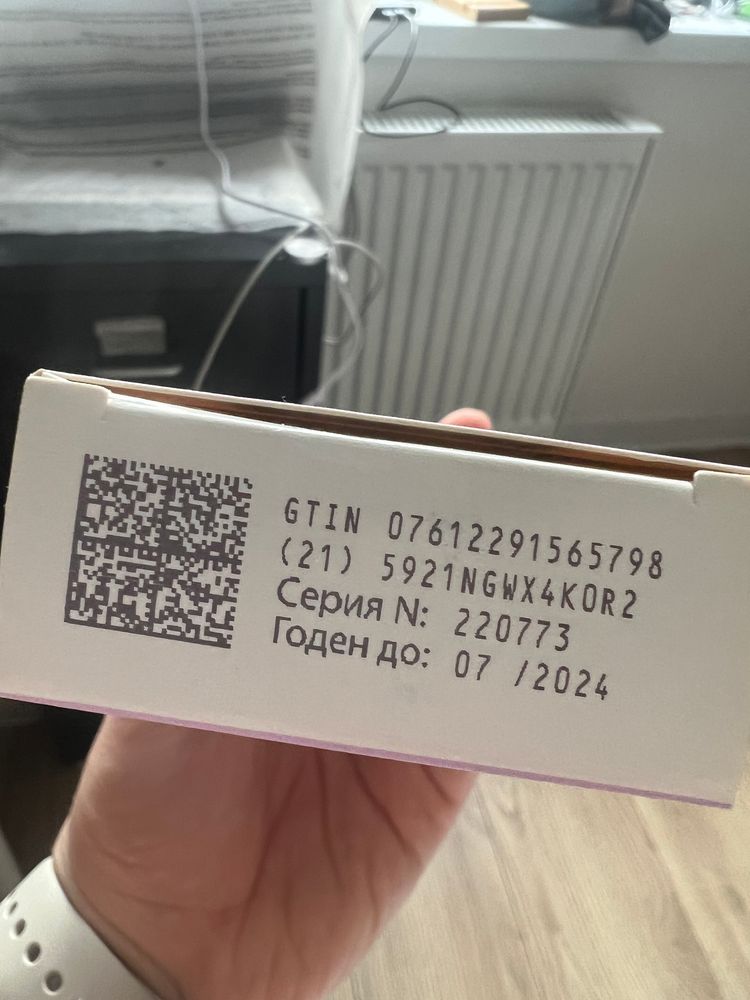 GTIN 07612291565798
(21) 5921NGWX4K0R2
Серия N: 220773
Годен до: 07 /2024